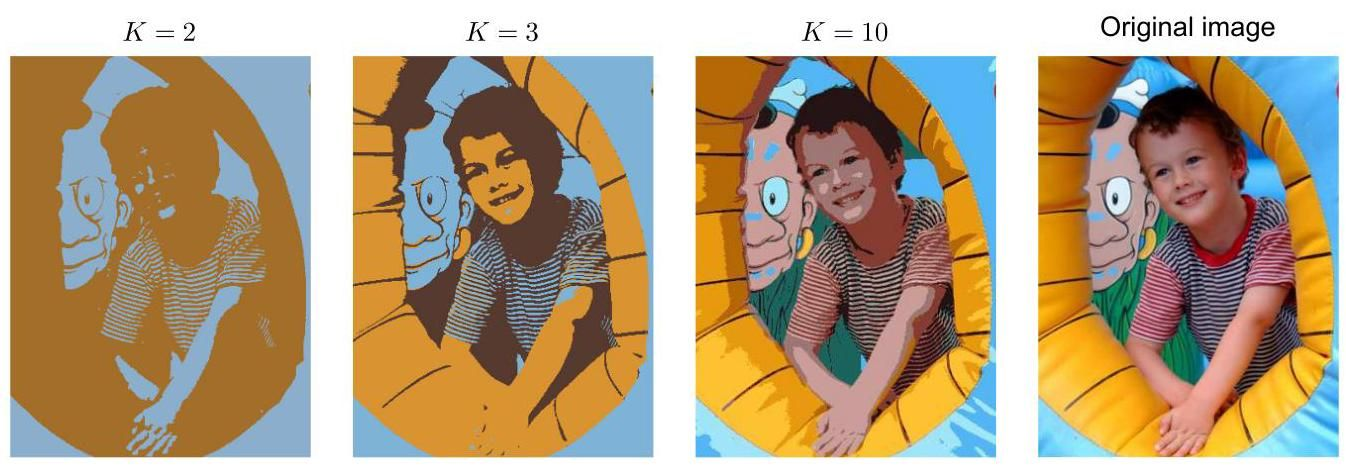 K = 2
K = 3
K = 10
Original image